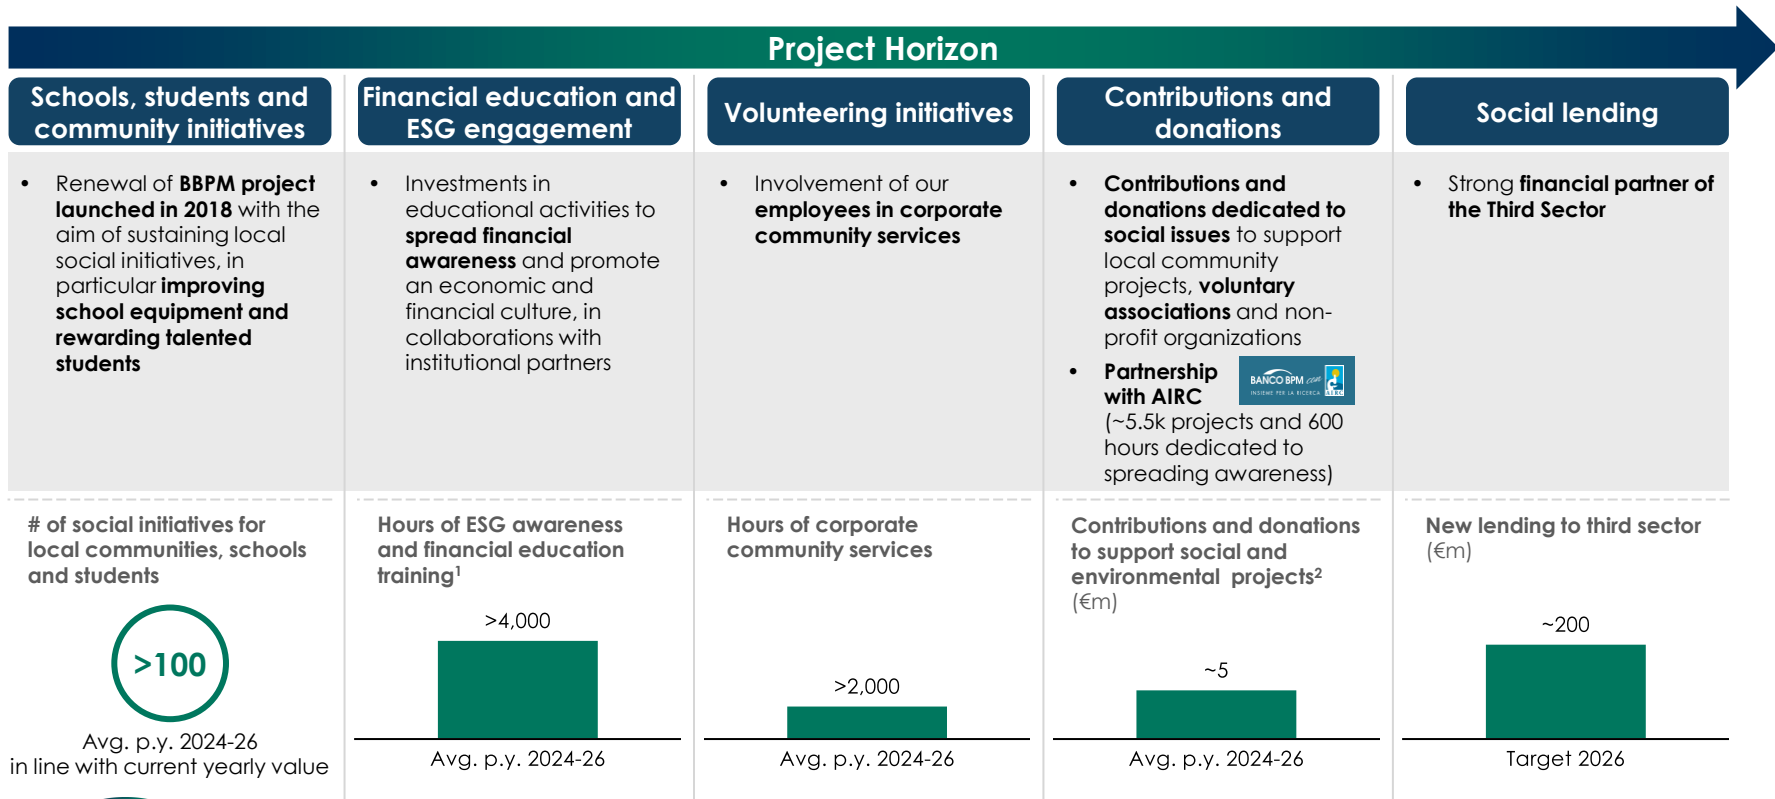 Project Horizon
Schools, students and
community initiatives
• Renewal of BBPM project
launched in 2018 with the
aim of sustaining local
social initiatives, in
particular improving
school equipment and
rewarding talented
students
# of social initiatives for
local communities, schools
and students
>100
Avg. p.y. 2024-26
in line with current yearly value
Financial education and
ESG engagement
• Investments in
educational activities to
spread financial
awareness and promote
an economic and
financial culture, in
collaborations with
institutional partners
Hours of ESG awareness
and financial education
training¹
>4,000
Avg. p.y. 2024-26
Volunteering initiatives
• Involvement of our
employees in corporate
community services
Hours of corporate
community services
>2,000
Avg. p.y. 2024-26
Contributions and
donations
• Contributions and
donations dedicated to
social issues to support
local community
projects, voluntary
associations and non-
profit organizations
• Partnership
with AIRC
(~5.5k projects and 600
hours dedicated to
spreading awareness)
BANCO BPM con
INSIEME PER LA RICERCA
AIRC
Contributions and donations
to support social and
environmental projects²
(€m)
~5
Avg. p.y. 2024-26
Social lending
• Strong financial partner of
the Third Sector
New lending to third sector
(€m)
~200
Target 2026